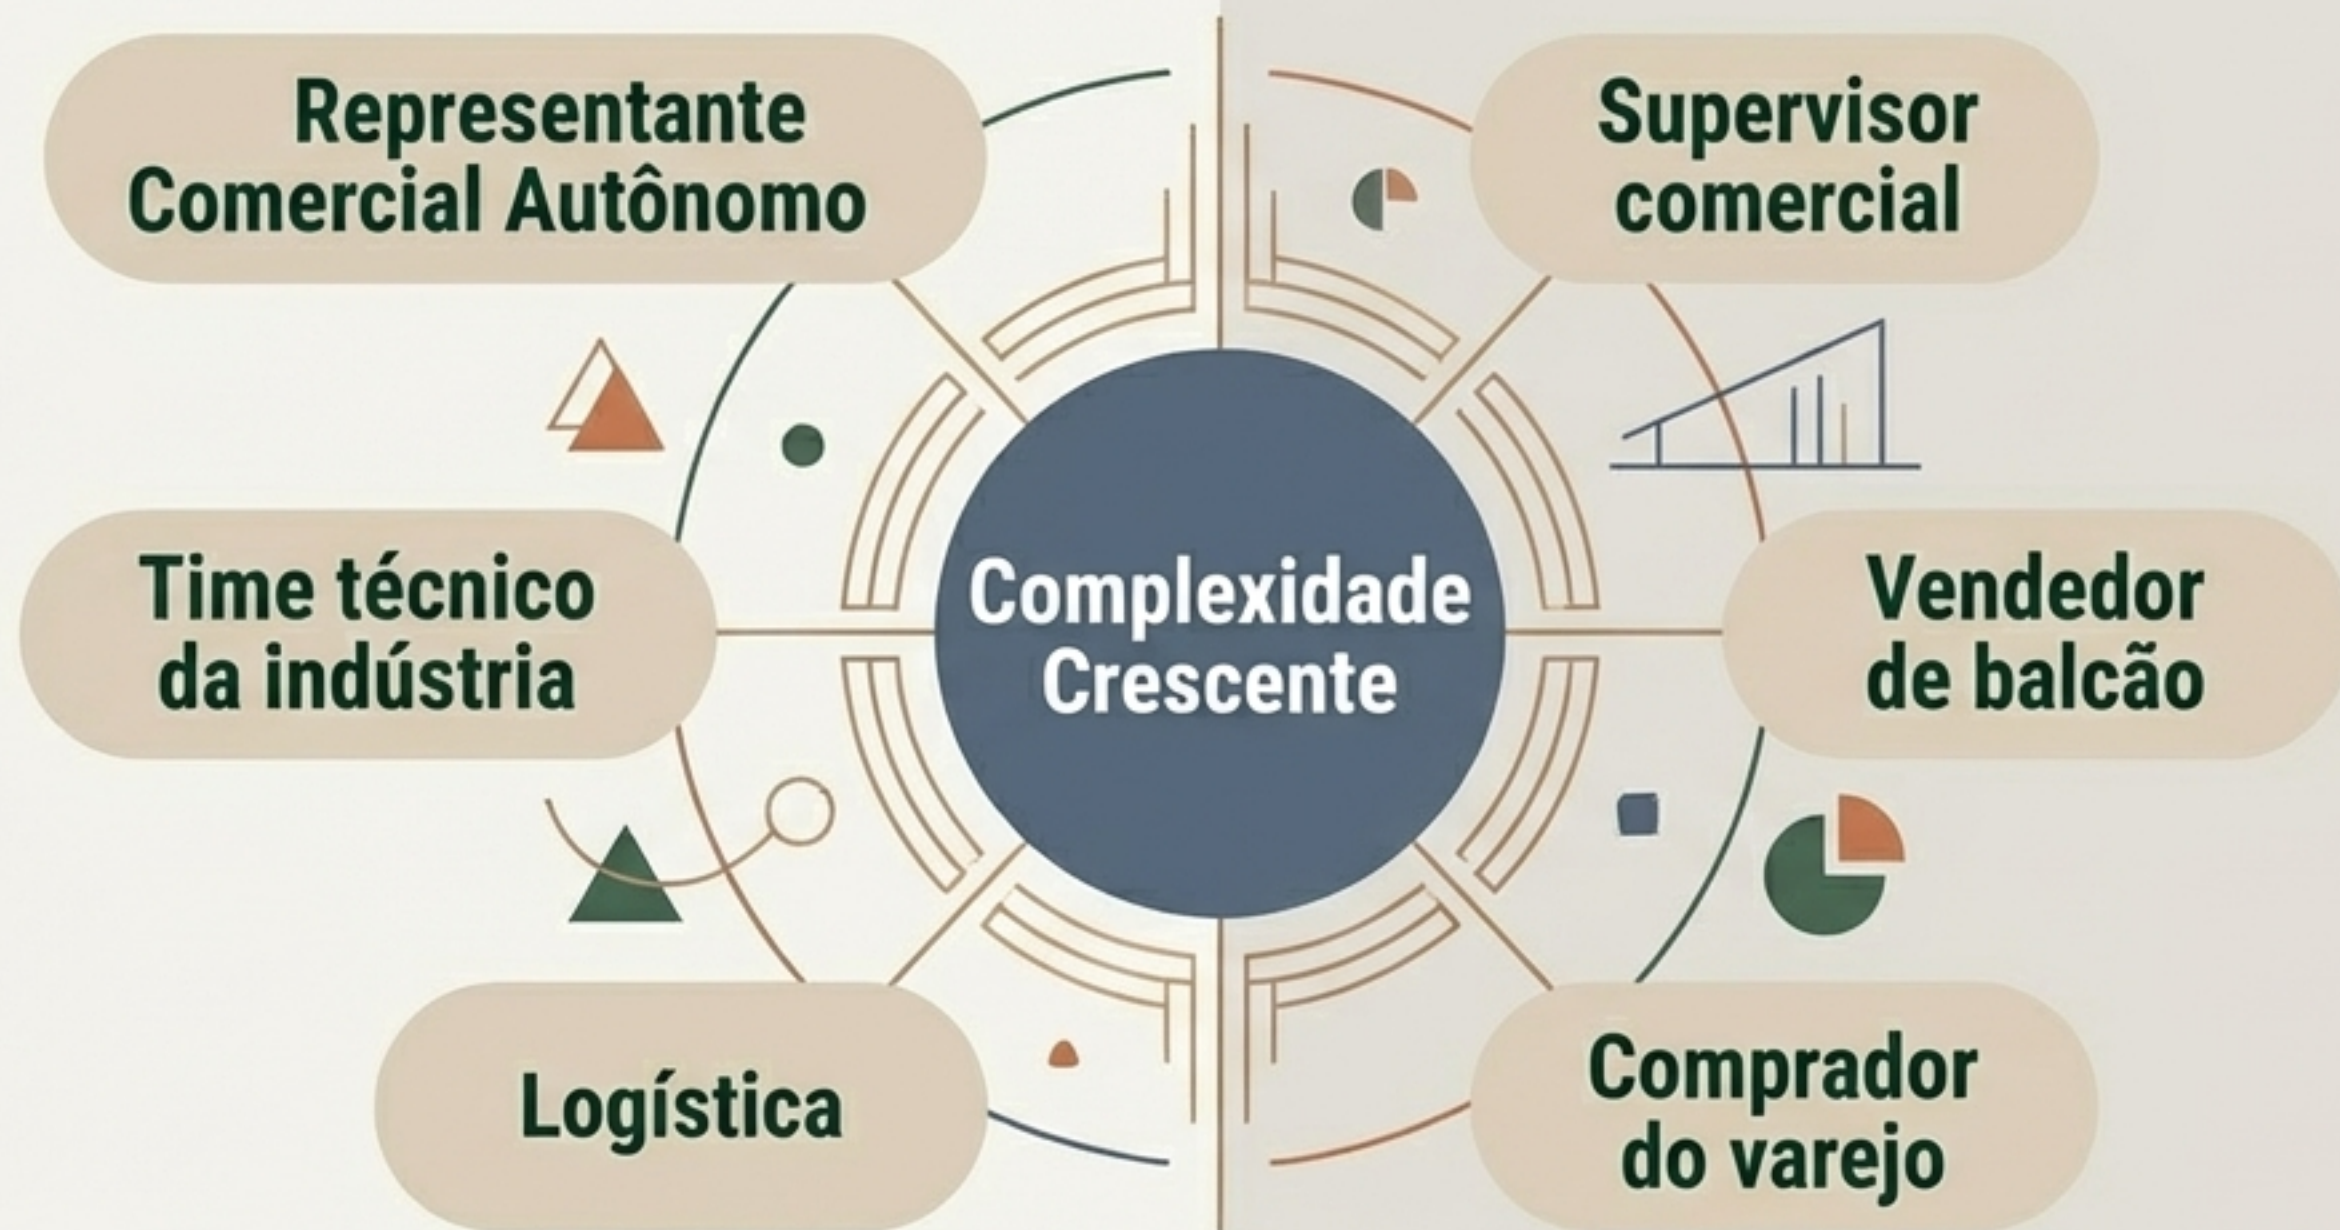 Representante
Comercial Autônomo
Supervisor
comercial
Time técnico
da indústria
Complexidade
Crescente
Vendedor
de balcão
Logística
Comprador
do varejo